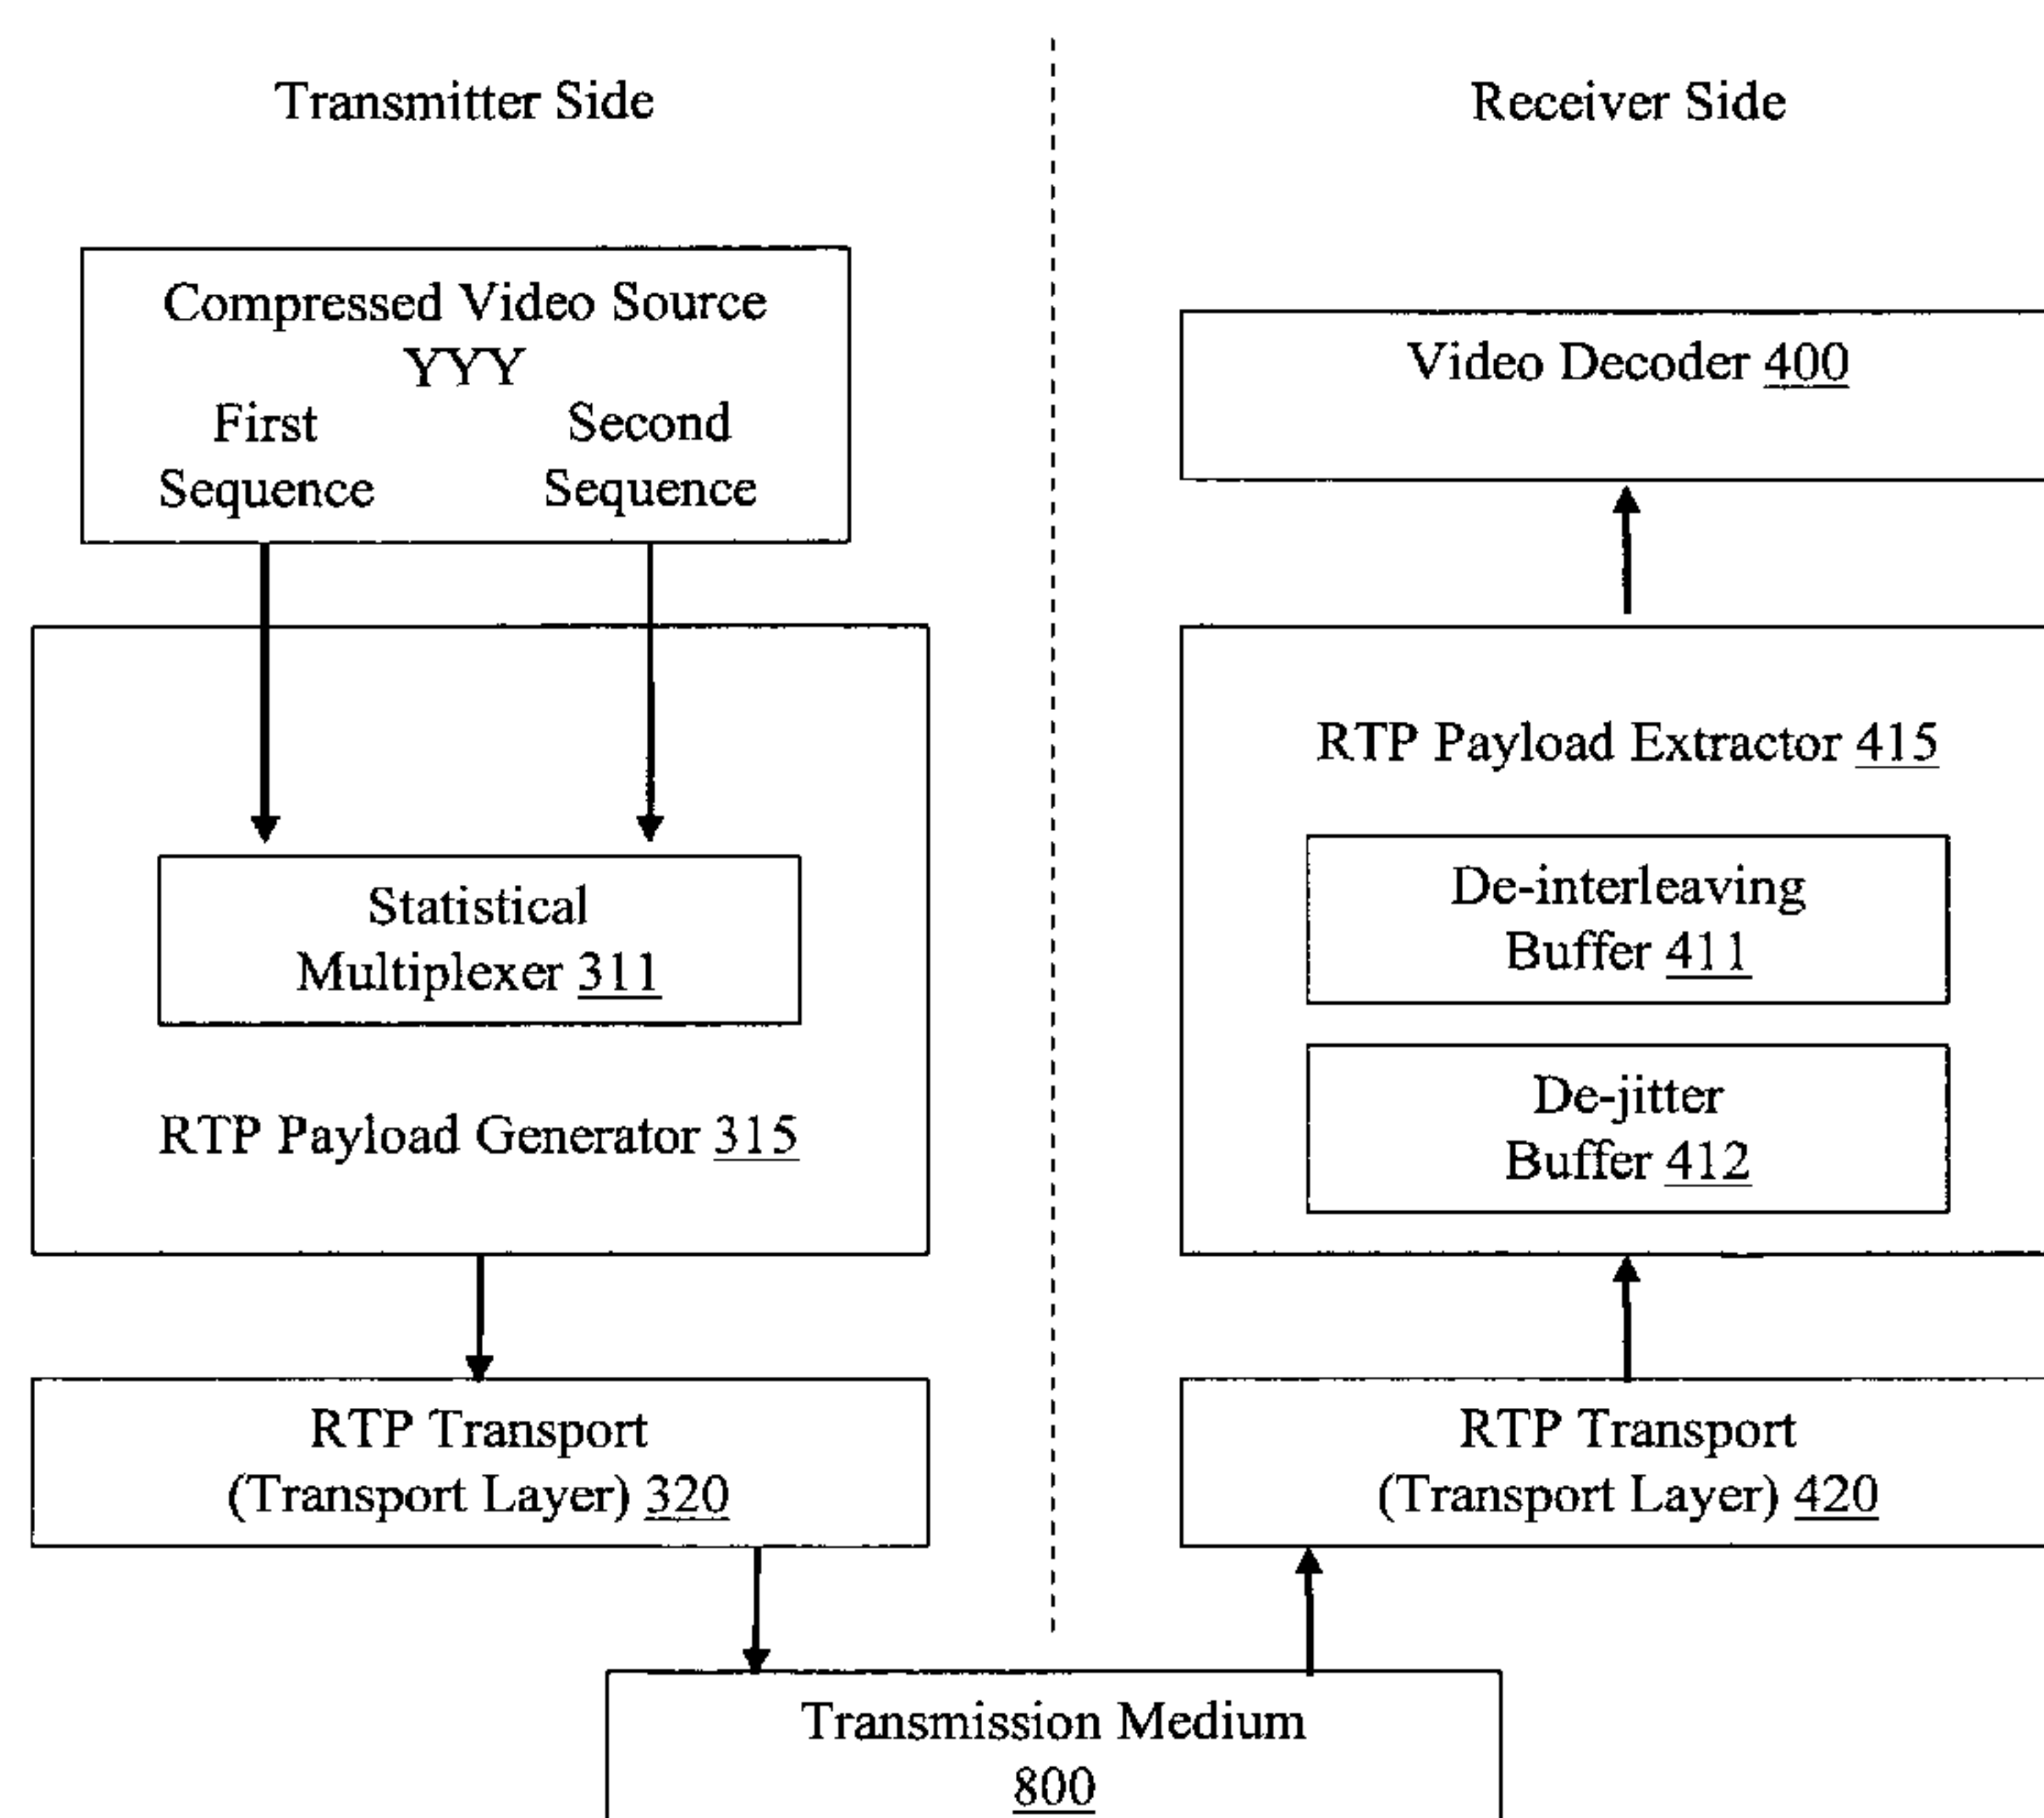 Transmitter Side
Receiver Side
Compressed Video Source
YYY
First
Sequence
Second
Sequence
Video Decoder 400
Statistical
Multiplexer 311
RTP Payload Generator 315
RTP Payload Extractor 415
De-interleaving
Buffer 411
De-jitter
Buffer 412
RTP Transport
(Transport Layer) 320
RTP Transport
(Transport Layer) 420
Transmission Medium
800